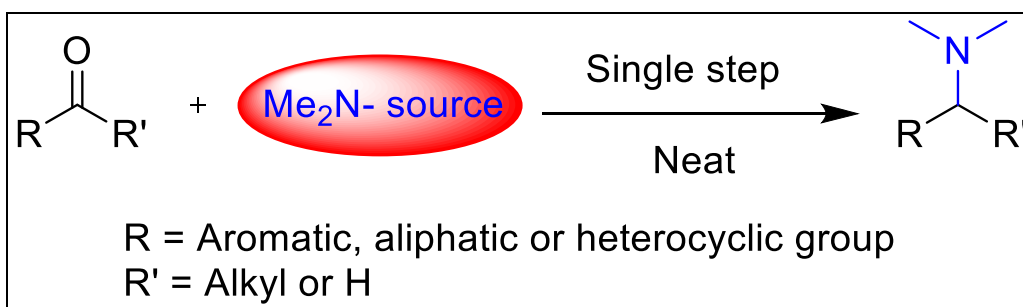 O
R R'
+
Me2N- source
Single step
Neat
N
R R'
R = Aromatic, aliphatic or heterocyclic group
R' = Alkyl or H